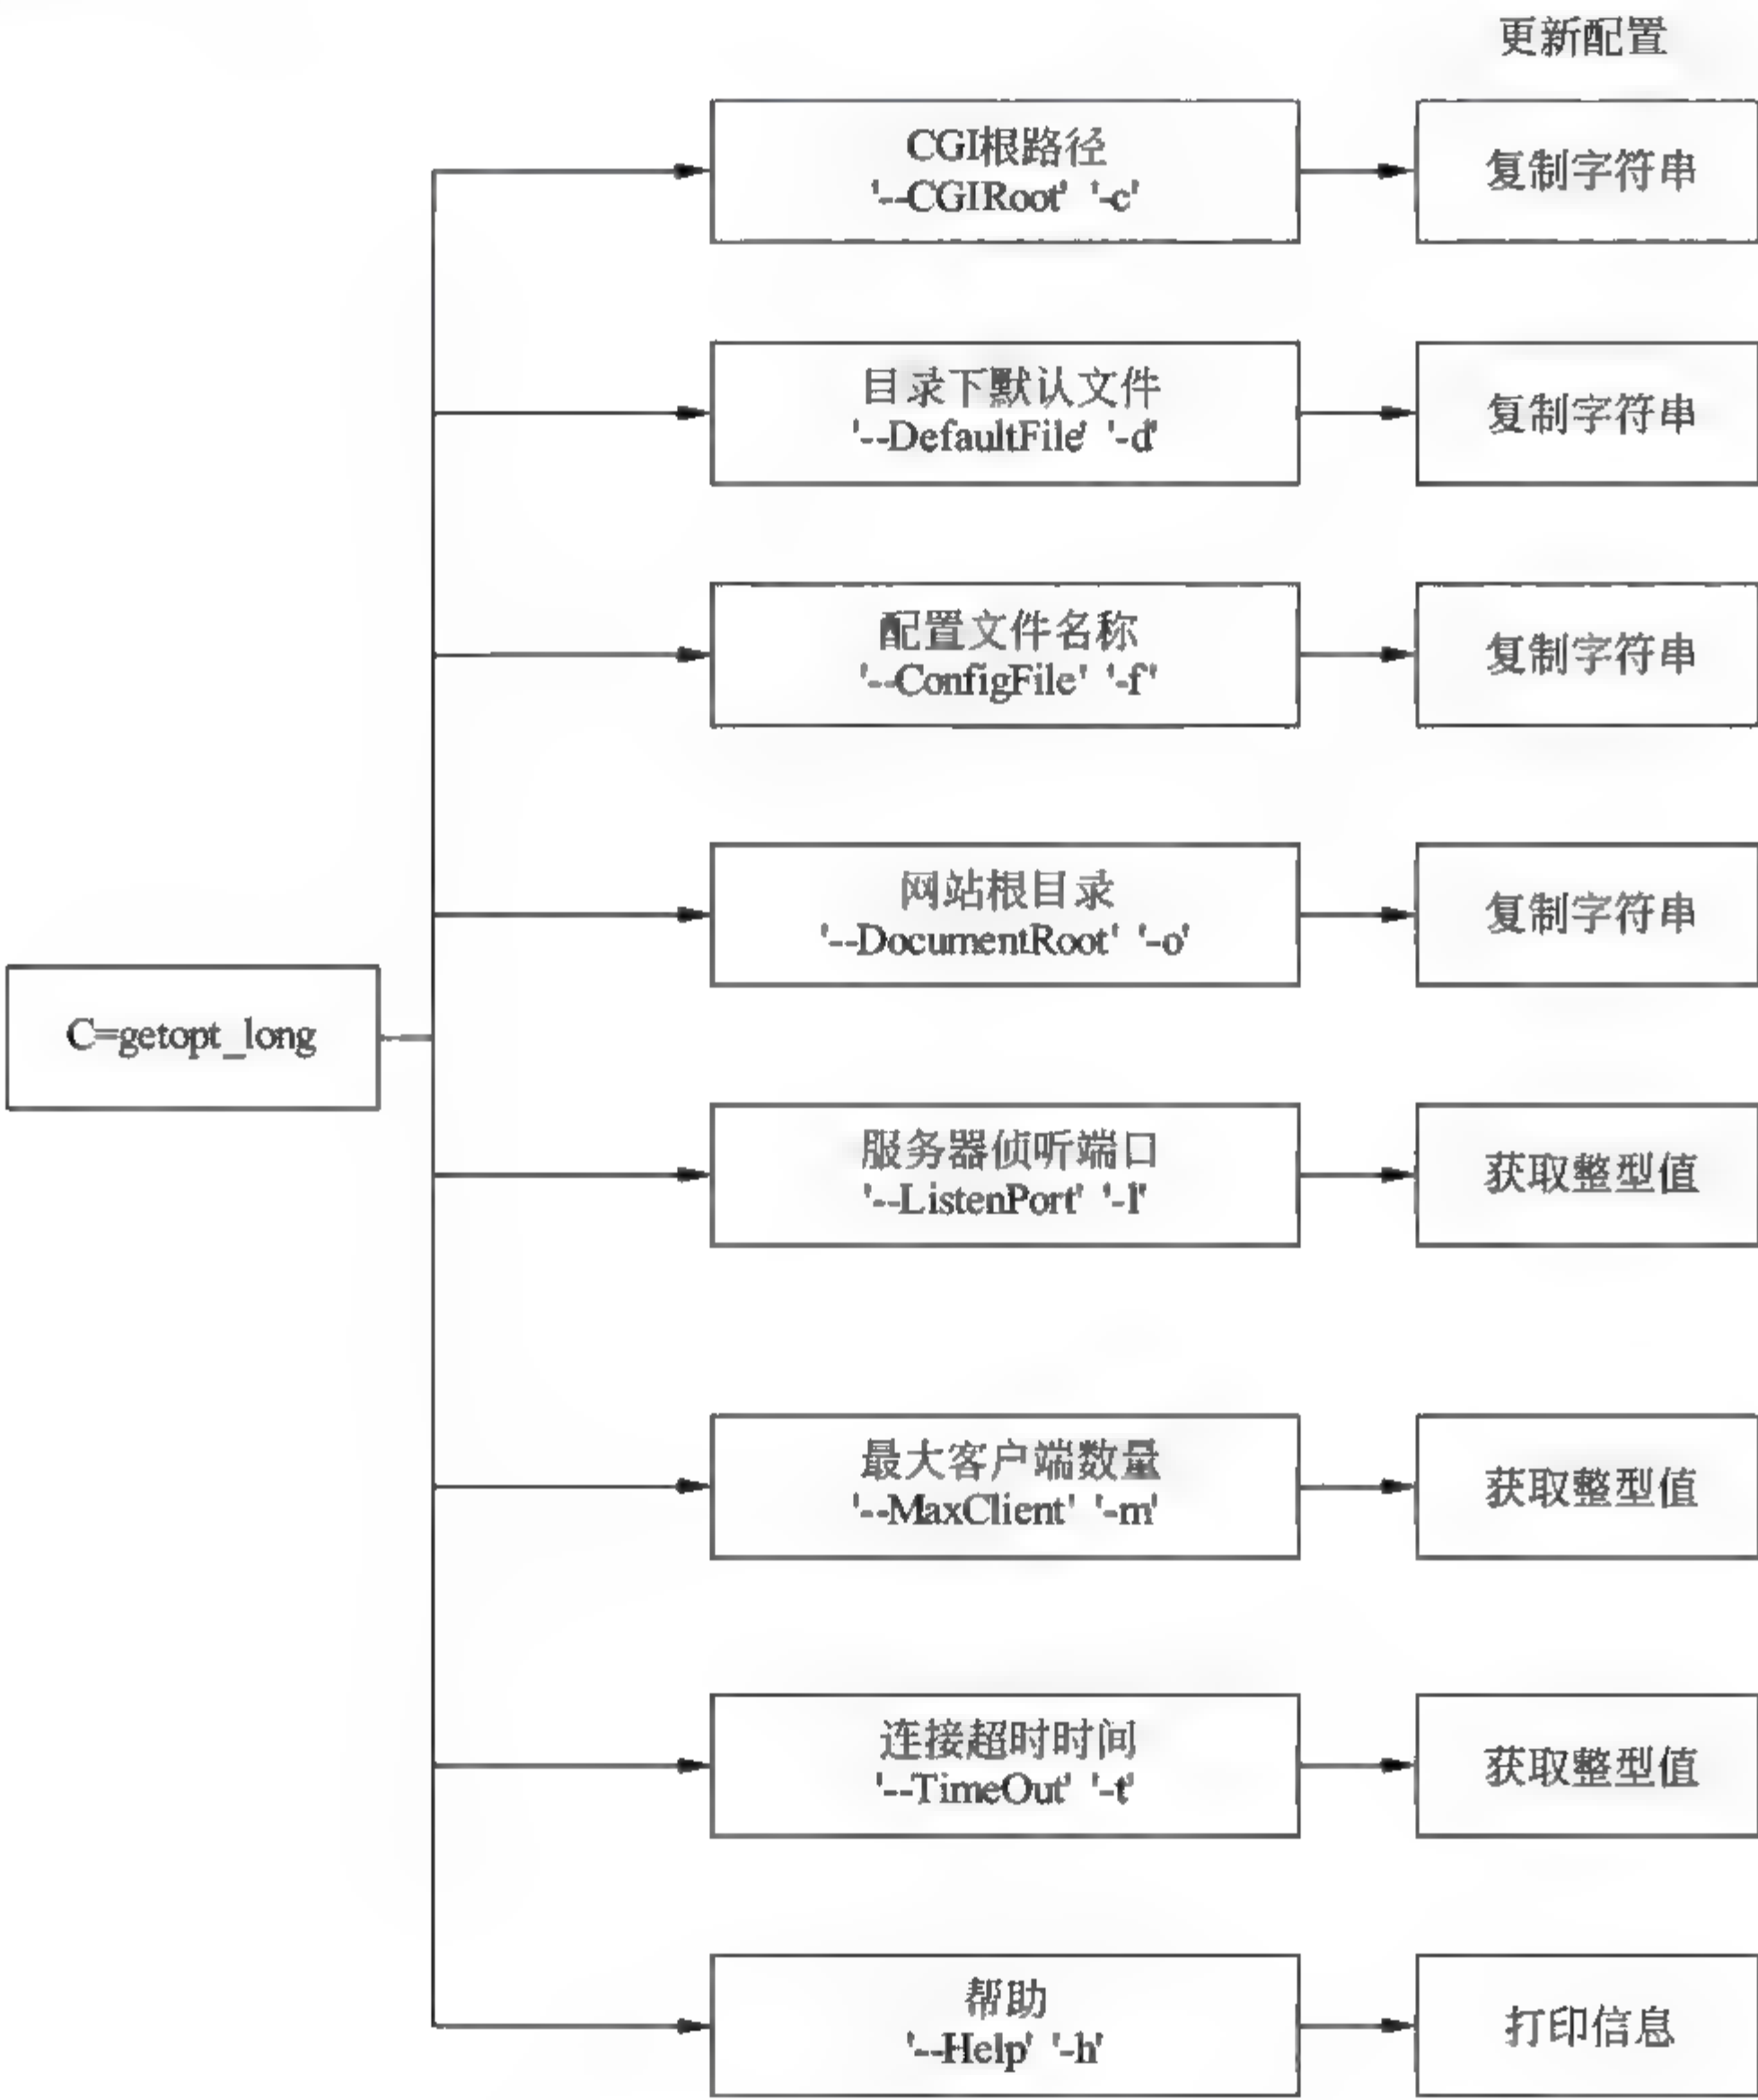 更新配置
CGI根路径
'--CGIRoot' '-c'
复制字符串
目录下默认文件
'--DefaultFile' '-d'
复制字符串
配置文件名称
'--ConfigFile' '-f'
复制字符串
网站根目录
'--DocumentRoot' '-o'
复制字符串
C=getopt_long
服务器侦听端口
'--ListenPort' '-l'
获取整型值
最大客户端数量
'--MaxClient' '-m'
获取整型值
连接超时时间
'--TimeOut' '-t'
获取整型值
帮助
'--Help' '-h'
打印信息